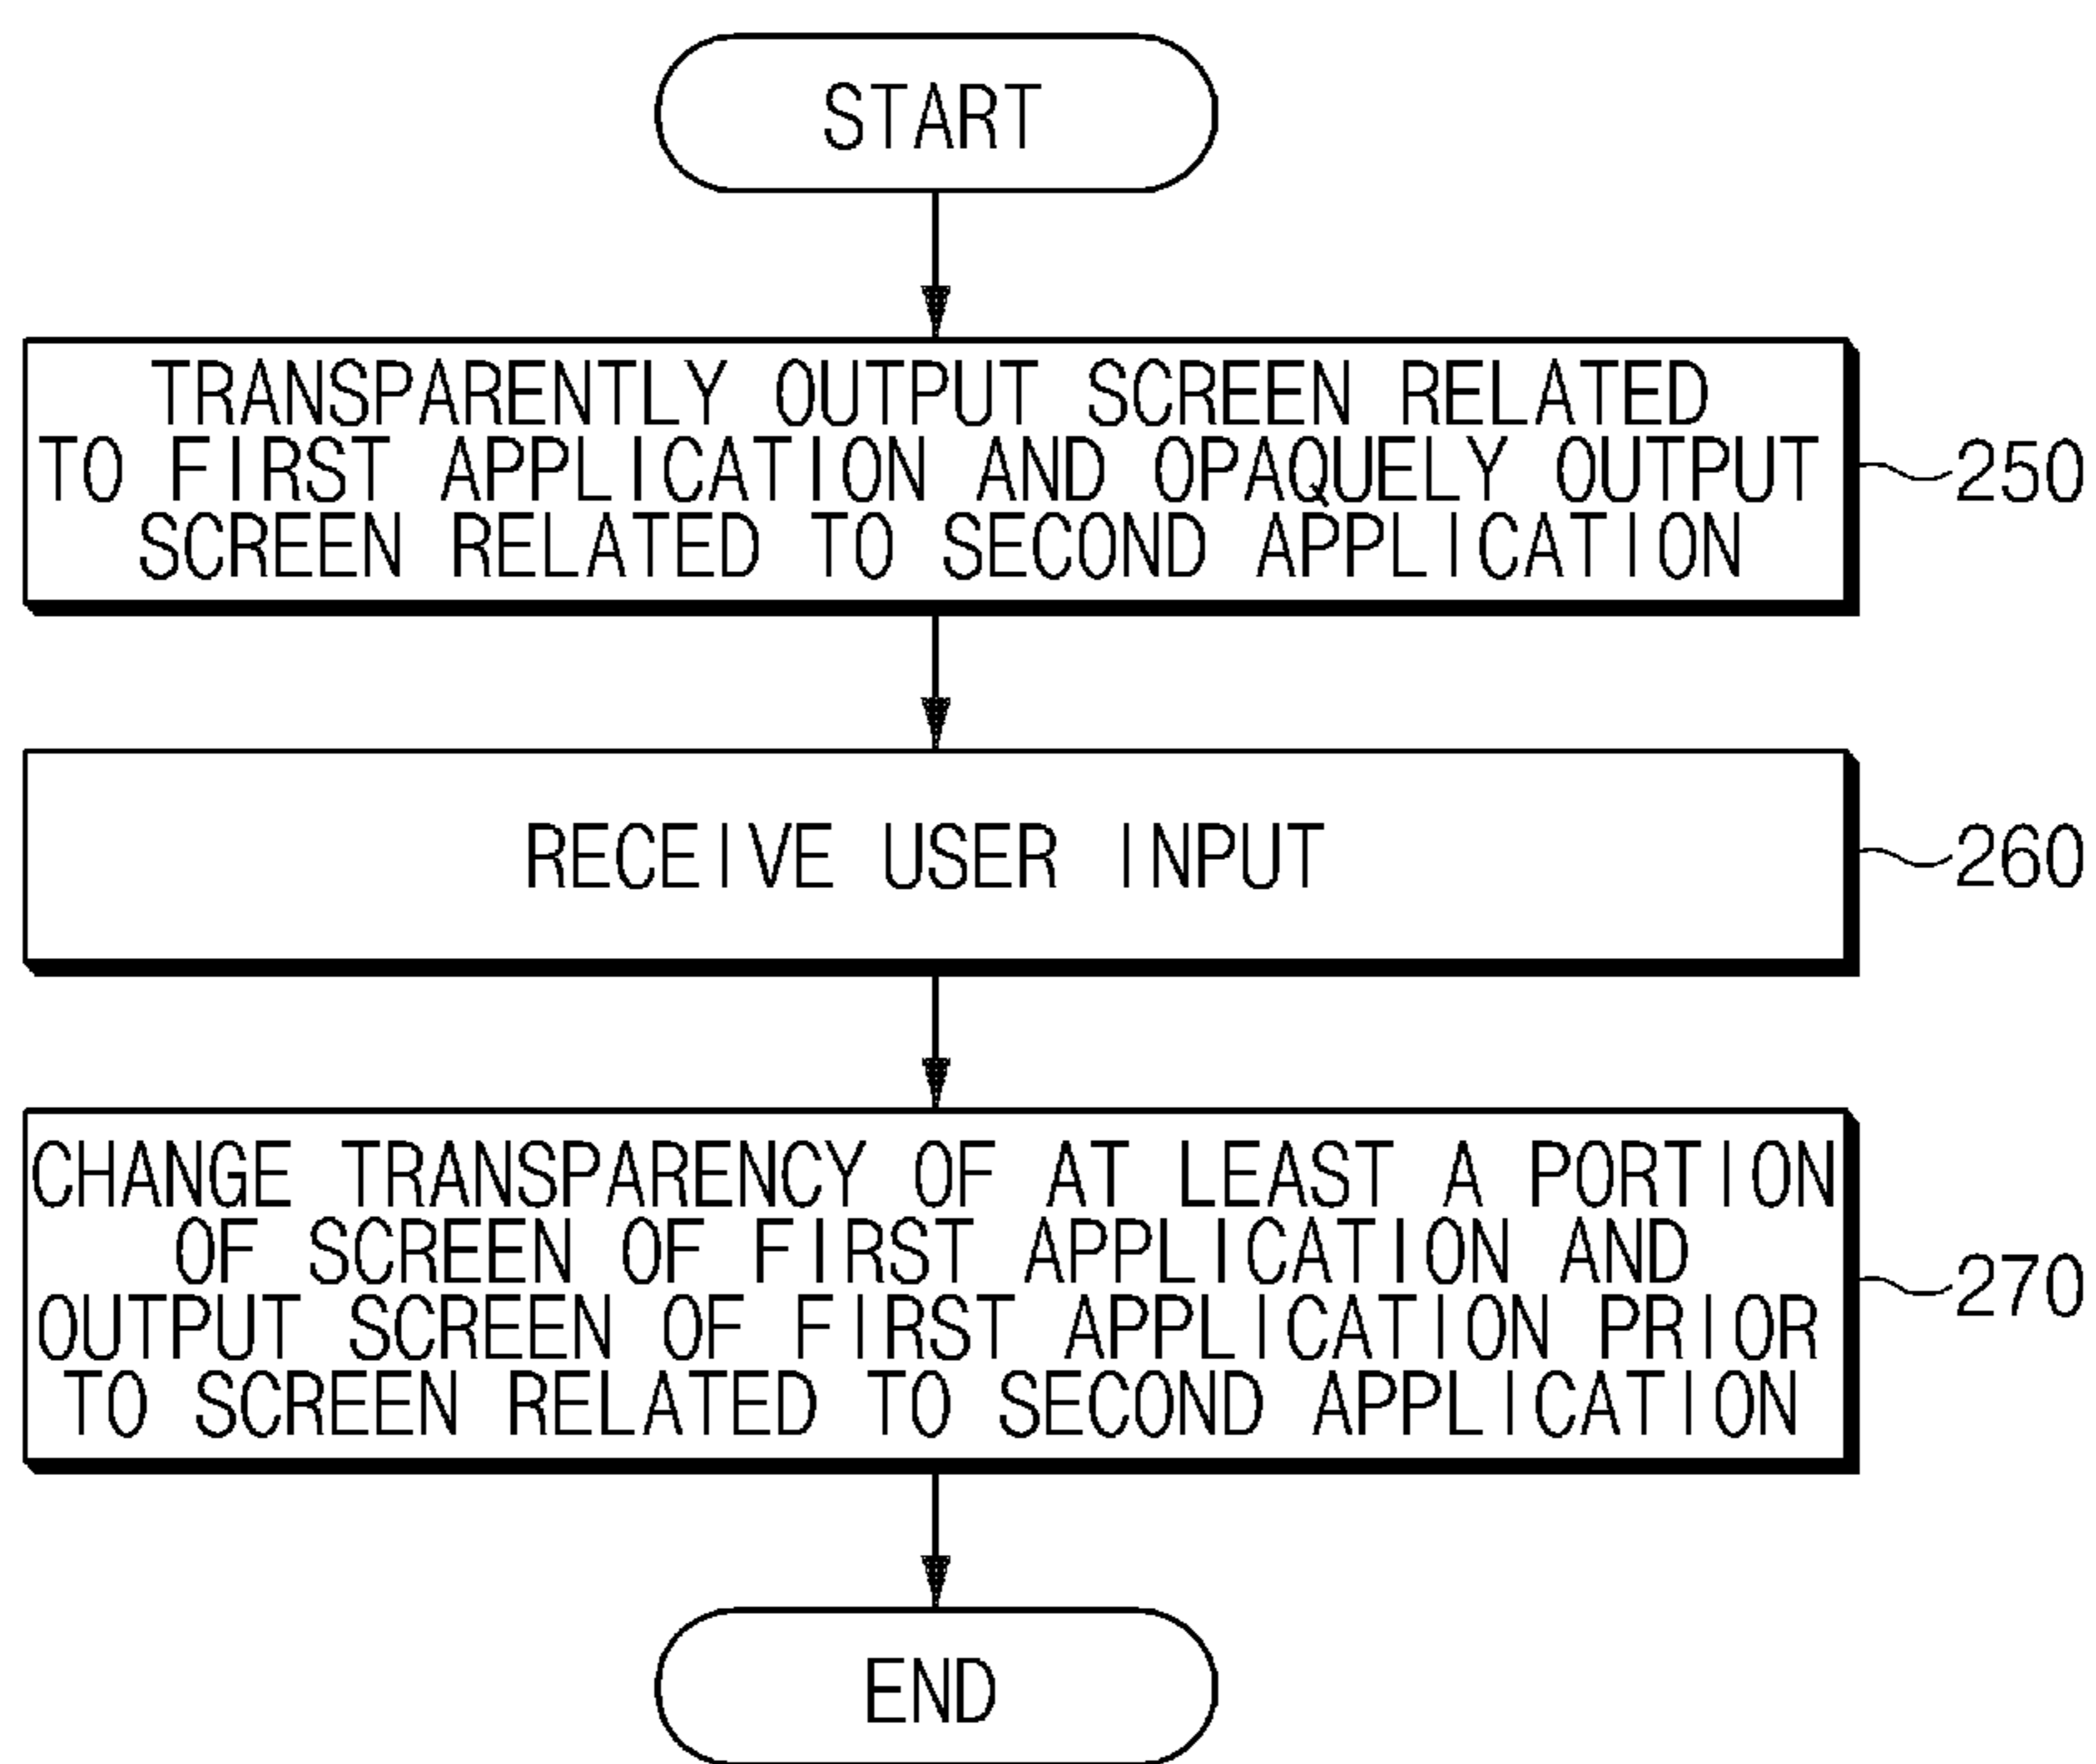 START
TRANSPARENTLY OUTPUT SCREEN RELATED
TO FIRST APPLICATION AND OPAQUELY OUTPUT
SCREEN RELATED TO SECOND APPLICATION
250
RECEIVE USER INPUT
260
CHANGE TRANSPARENCY OF AT LEAST A PORTION
OF SCREEN OF FIRST APPLICATION AND
OUTPUT SCREEN OF FIRST APPLICATION PRIOR
TO SCREEN RELATED TO SECOND APPLICATION
270
END